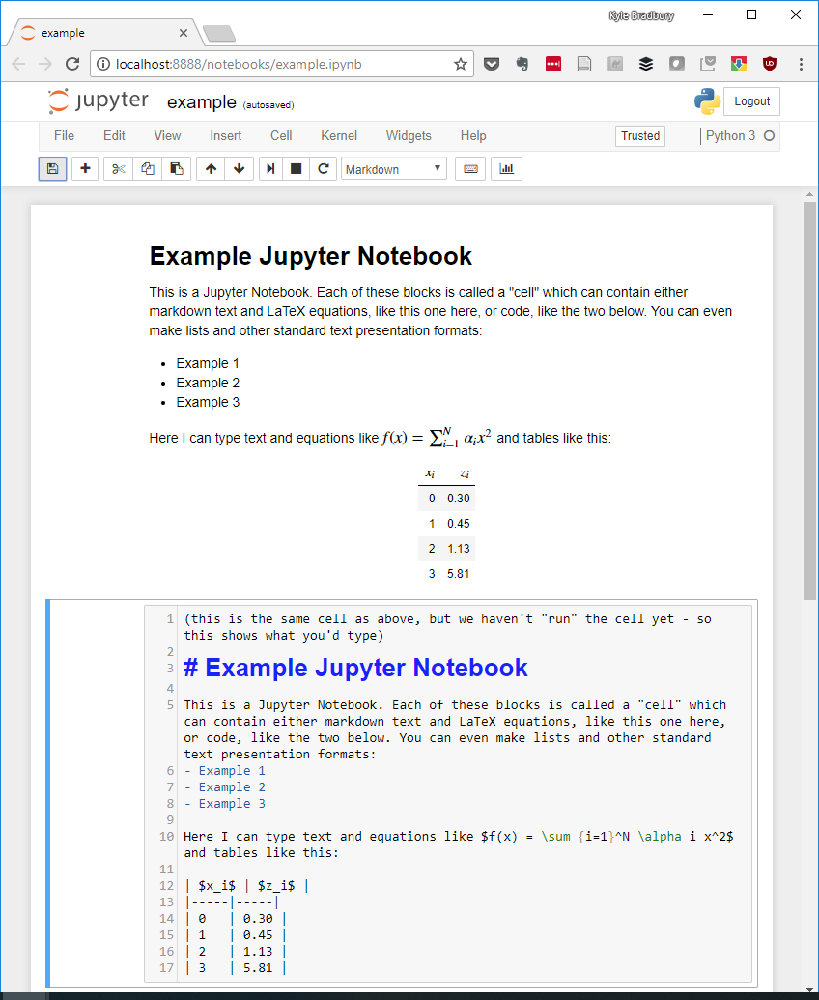 Kyle Bradbury
example
localhost:8888/notebooks/example.ipynb
jupyter example (autosaved)
Logout
File Edit View Insert Cell Kernel Widgets Help Trusted Python 3
Markdown
Example Jupyter Notebook
This is a Jupyter Notebook. Each of these blocks is called a "cell" which can contain either
markdown text and LaTeX equations, like this one here, or code, like the two below. You can even
make lists and other standard text presentation formats:
• Example 1
• Example 2
• Example 3
Here I can type text and equations like f(x) = ∑_{i=1}^N α_i x² and tables like this:
x_i z_i
0 0.30
1 0.45
2 1.13
3 5.81
1 (this is the same cell as above, but we haven't "run" the cell yet - so
this shows what you'd type)
2
3 # Example Jupyter Notebook
4
5 This is a Jupyter Notebook. Each of these blocks is called a "cell" which
can contain either markdown text and LaTeX equations, like this one here,
or code, like the two below. You can even make lists and other standard
text presentation formats:
6 - Example 1
7 - Example 2
8 - Example 3
9
10 Here I can type text and equations like $f(x) = \sum_{i=1}^N \alpha_i x^2$
and tables like this:
11
12 | $x_i$ | $z_i$ |
13 |-----|-----|
14 | 0 | 0.30 |
15 | 1 | 0.45 |
16 | 2 | 1.13 |
17 | 3 | 5.81 |